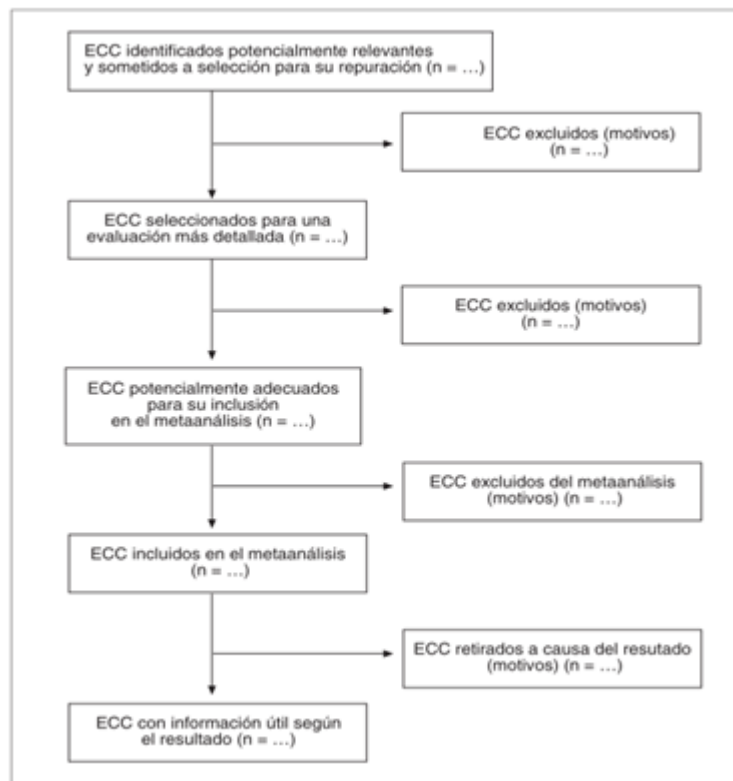 ECC identificados potencialmente relevantes
y sometidos a selección para su repuración (n = ...)
ECC excluidos (motivos)
(n = ...)
ECC seleccionados para una
evaluación más detallada (n = ...)
ECC excluidos (motivos)
(n = ...)
ECC potencialmente adecuados
para su inclusión
en el metaanálisis (n = ...)
ECC excluidos del metaanálisis
(motivos) (n = ...)
ECC incluidos en el metaanálisis
(n = ...)
ECC retirados a causa del resutado
(motivos) (n = ...)
ECC con información útil según
el resultado (n = ...)